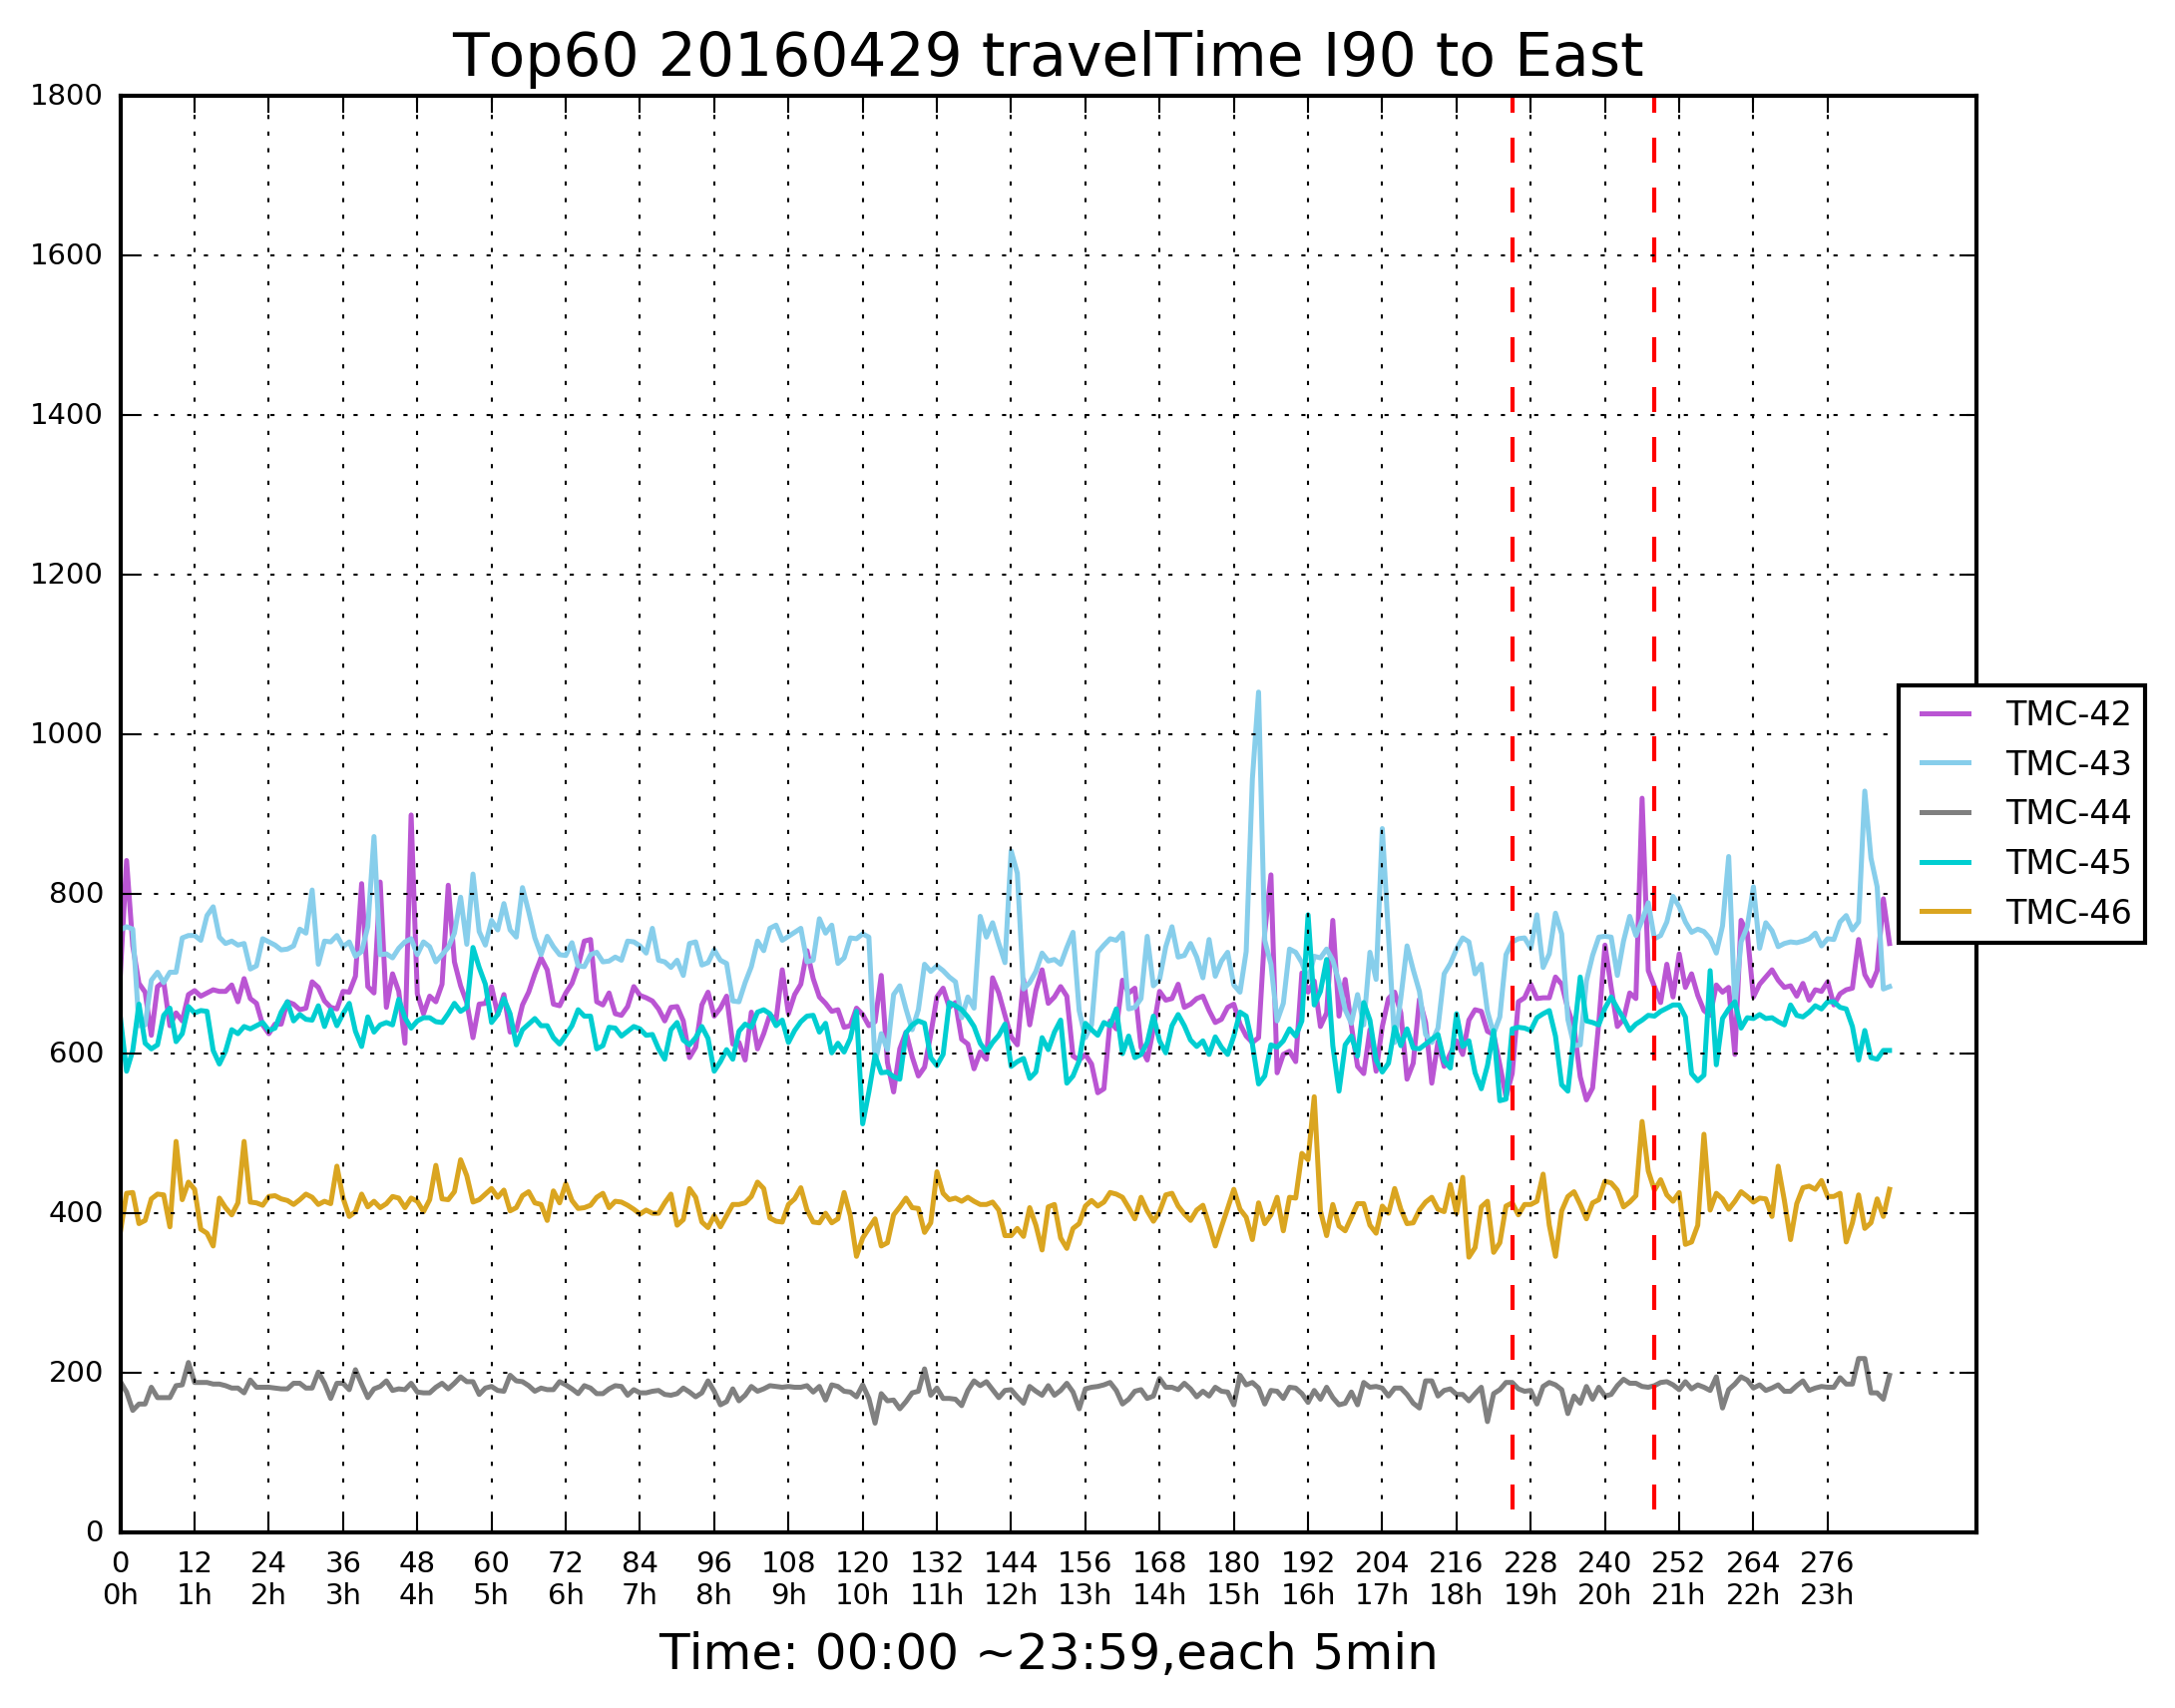 Top60 20160429 travelTime I90 to East
1800
1600
1400
1200
1000
800
600
400
200
0
TMC-42
TMC-43
TMC-44
TMC-45
TMC-46
0 12 24 36 48 60 72 84 96 108 120 132 144 156 168 180 192 204 216 228 240 252 264 276
0h 1h 2h 3h 4h 5h 6h 7h 8h 9h 10h 11h 12h 13h 14h 15h 16h 17h 18h 19h 20h 21h 22h 23h
Time: 00:00 ~23:59,each 5min